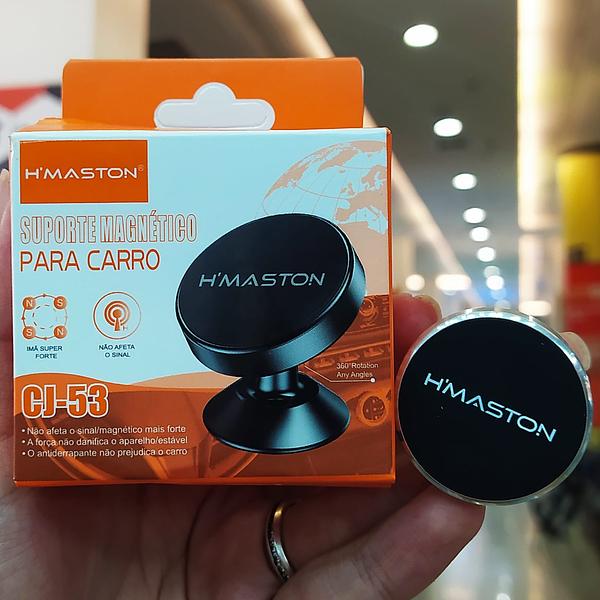 H'MASTON®
SUPORTE MAGNÉTICO
PARA CARRO
H'MASTON
N S
S N
IMÃ SUPER
FORTE
NÃO AFETA
O SINAL
360°Rotation
Any Angles
CJ-53
• Não afeta o sinal/magnético mais forte
• A força não danifica o aparelho/estável
• O antiderrapante não prejudica o carro
H'MASTON